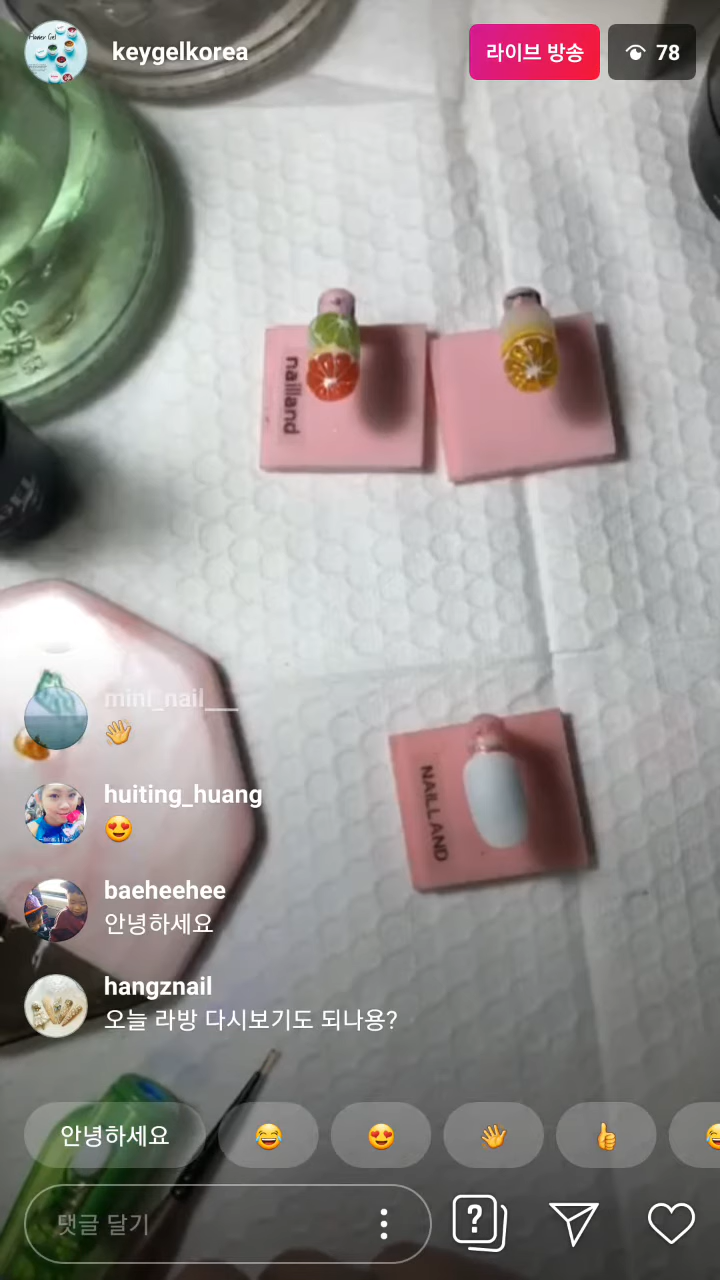 keygelkorea
라이브 방송
78
Flower Gel
nailland
NAILLAND
mini_nail___
huiting_huang
baeheehee
안녕하세요
hangznail
오늘 라방 다시보기도 되나용?
안녕하세요
댓글 달기
?